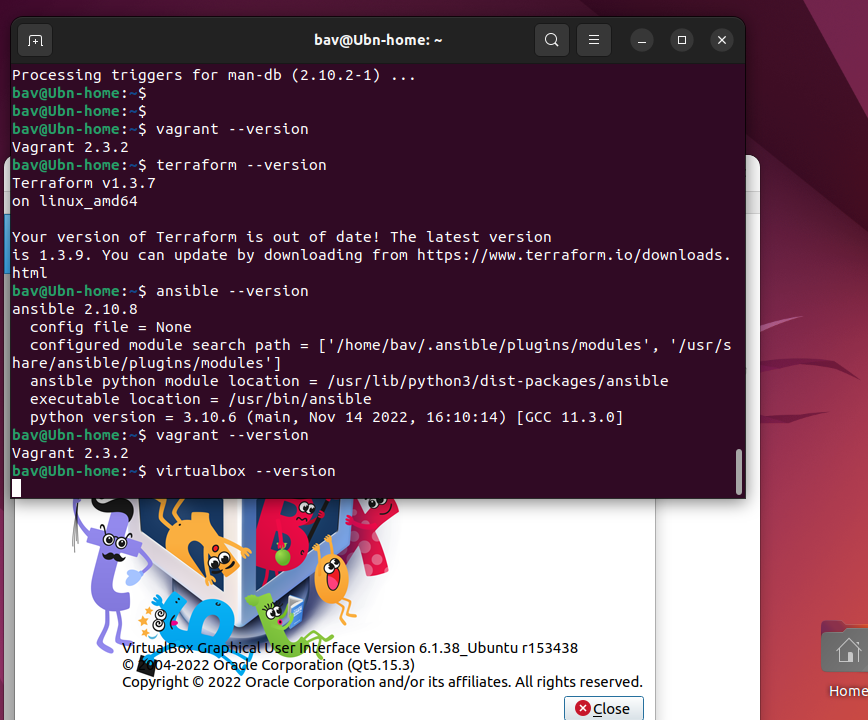 bav@Ubn-home: ~
Processing triggers for man-db (2.10.2-1) ...
bav@Ubn-home:~$
bav@Ubn-home:~$
bav@Ubn-home:~$ vagrant --version
Vagrant 2.3.2
bav@Ubn-home:~$ terraform --version
Terraform v1.3.7
on linux_amd64
Your version of Terraform is out of date! The latest version
is 1.3.9. You can update by downloading from https://www.terraform.io/downloads.
html
bav@Ubn-home:~$ ansible --version
ansible 2.10.8
  config file = None
  configured module search path = ['/home/bav/.ansible/plugins/modules', '/usr/s
hare/ansible/plugins/modules']
  ansible python module location = /usr/lib/python3/dist-packages/ansible
  executable location = /usr/bin/ansible
  python version = 3.10.6 (main, Nov 14 2022, 16:10:14) [GCC 11.3.0]
bav@Ubn-home:~$ vagrant --version
Vagrant 2.3.2
bav@Ubn-home:~$ virtualbox --version
VirtualBox Graphical User Interface Version 6.1.38_Ubuntu r153438
© 2004-2022 Oracle Corporation (Qt5.15.3)
Copyright © 2022 Oracle Corporation and/or its affiliates. All rights reserved.
Close
Home